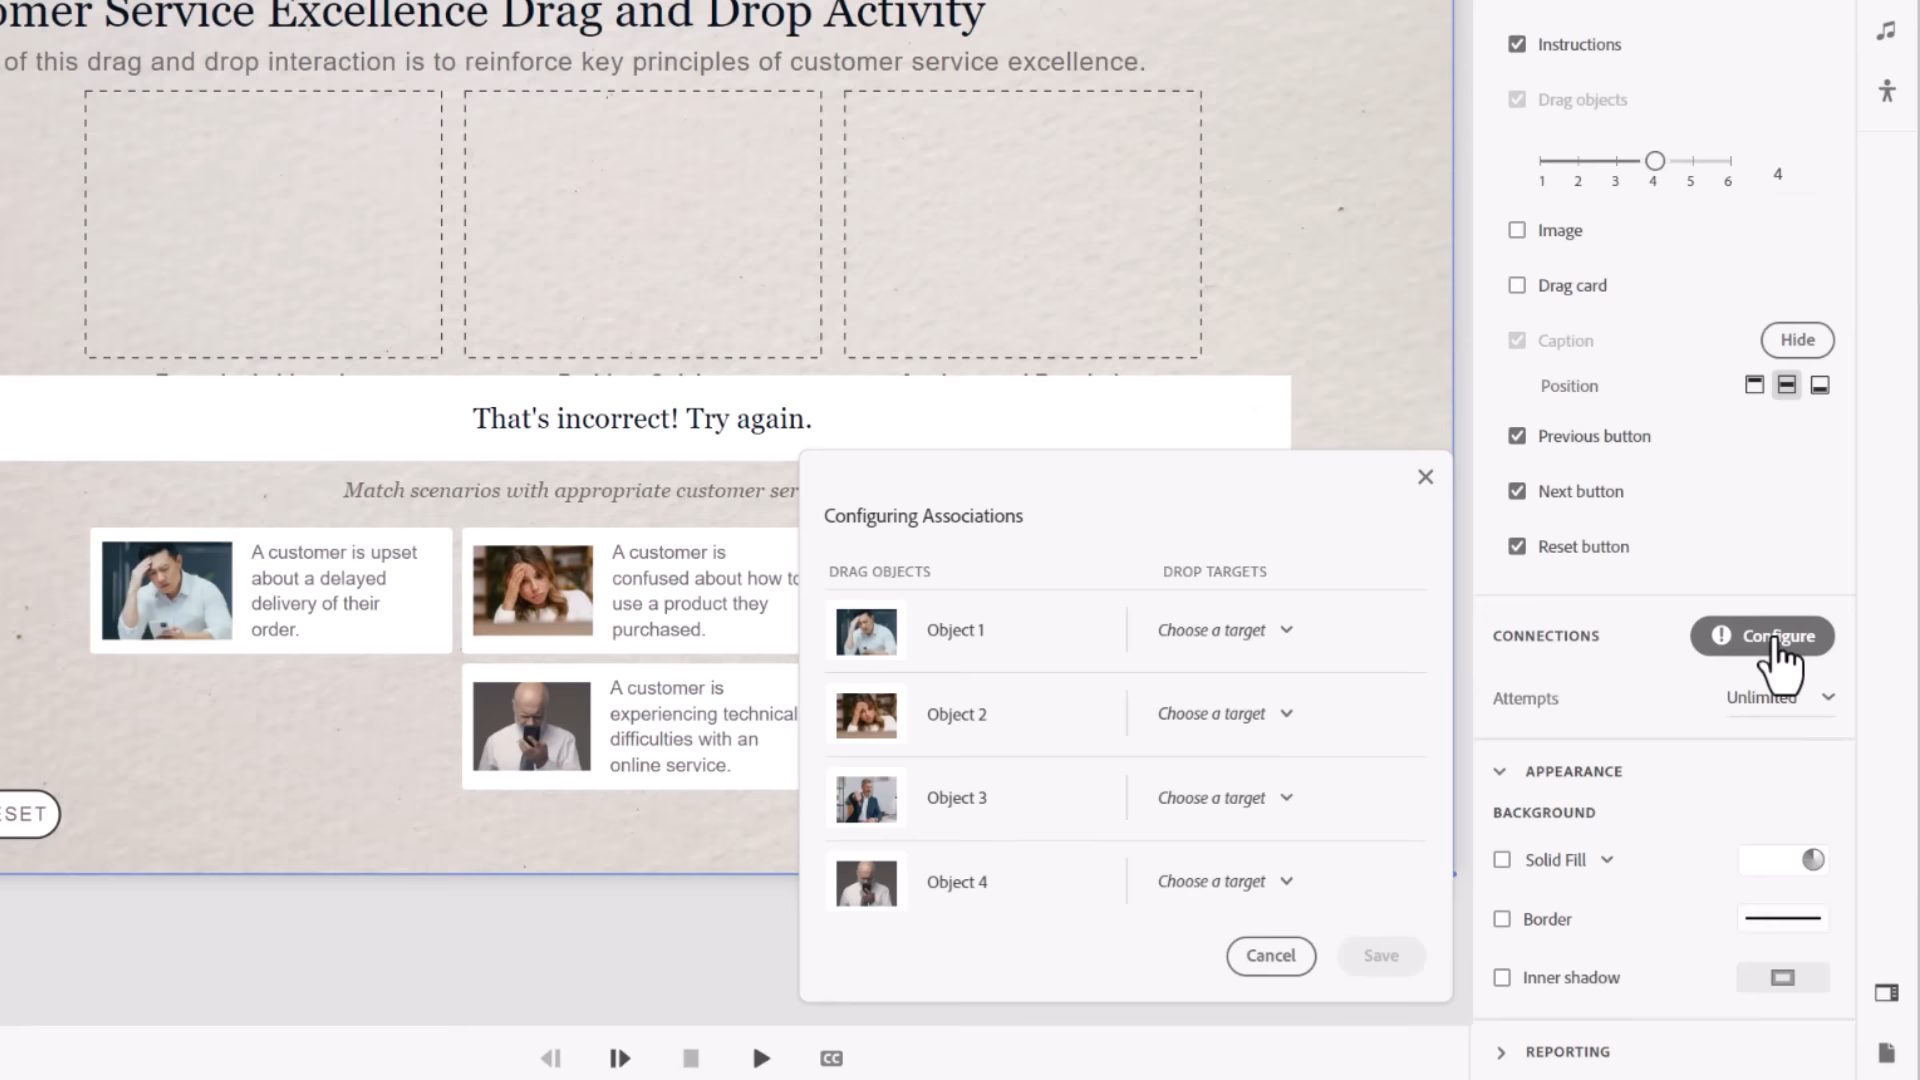 omer Service Excellence Drag and Drop Activity
of this drag and drop interaction is to reinforce key principles of customer service excellence.
That's incorrect! Try again.
Match scenarios with appropriate customer ser
A customer is upset
about a delayed
delivery of their
order.
A customer is
confused about how to
use a product they
purchased.
A customer is
experiencing technical
difficulties with an
online service.
ESET
Configuring Associations
DRAG OBJECTS
DROP TARGETS
Object 1
Choose a target
Object 2
Choose a target
Object 3
Choose a target
Object 4
Choose a target
Cancel
Save
Instructions
Drag objects
1 2 3 4 5 6
4
Image
Drag card
Caption
Hide
Position
Previous button
Next button
Reset button
CONNECTIONS
Configure
Attempts
Unlimited
APPEARANCE
BACKGROUND
Solid Fill
Border
Inner shadow
REPORTING
CC